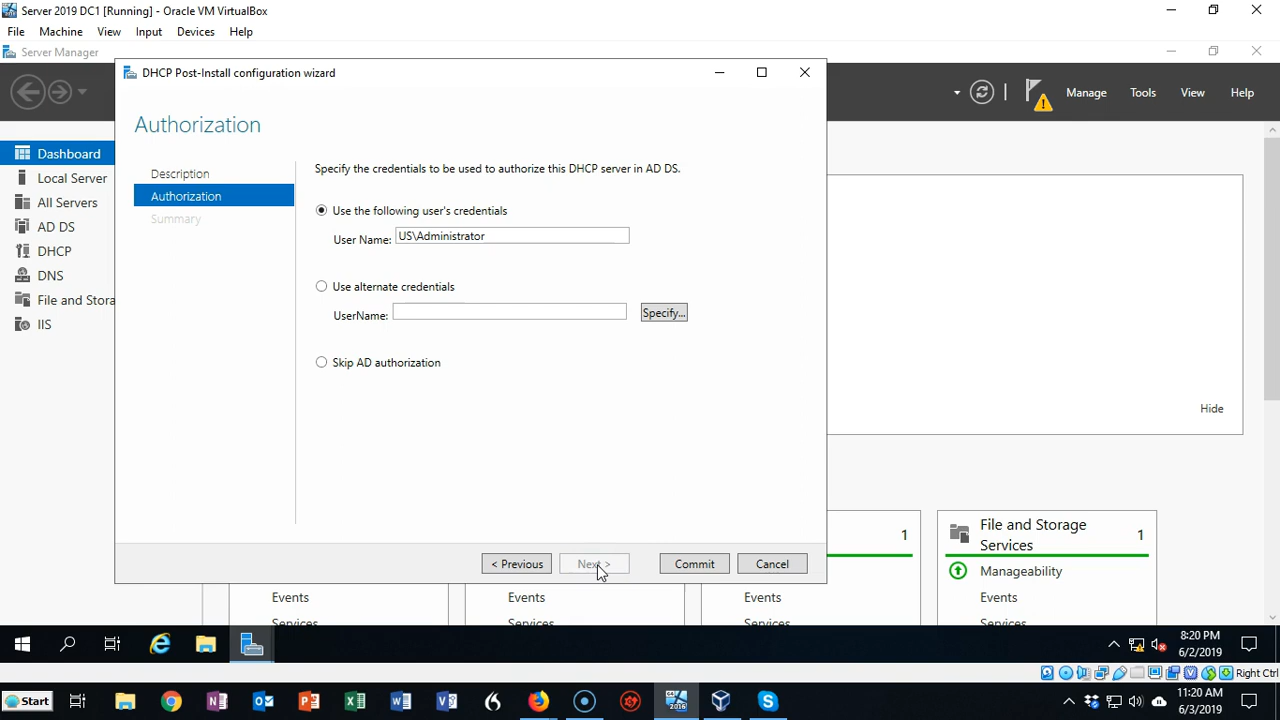 Server 2019 DC1 [Running] - Oracle VM VirtualBox
File Machine View Input Devices Help
Server Manager
DHCP Post-Install configuration wizard
Manage Tools View Help
Authorization
Dashboard
Local Server
All Servers
AD DS
DHCP
DNS
File and Stora
IIS
Description
Authorization
Summary
Specify the credentials to be used to authorize this DHCP server in AD DS.
Use the following user's credentials
User Name: US\Administrator
Use alternate credentials
UserName: Specify...
Skip AD authorization
Hide
< Previous Next > Commit Cancel
1
File and Storage 1
Services
Manageability
Events Events Events Events
Services Services Services Services
8:20 PM
6/2/2019
Right Ctrl
Start
11:20 AM
6/3/2019